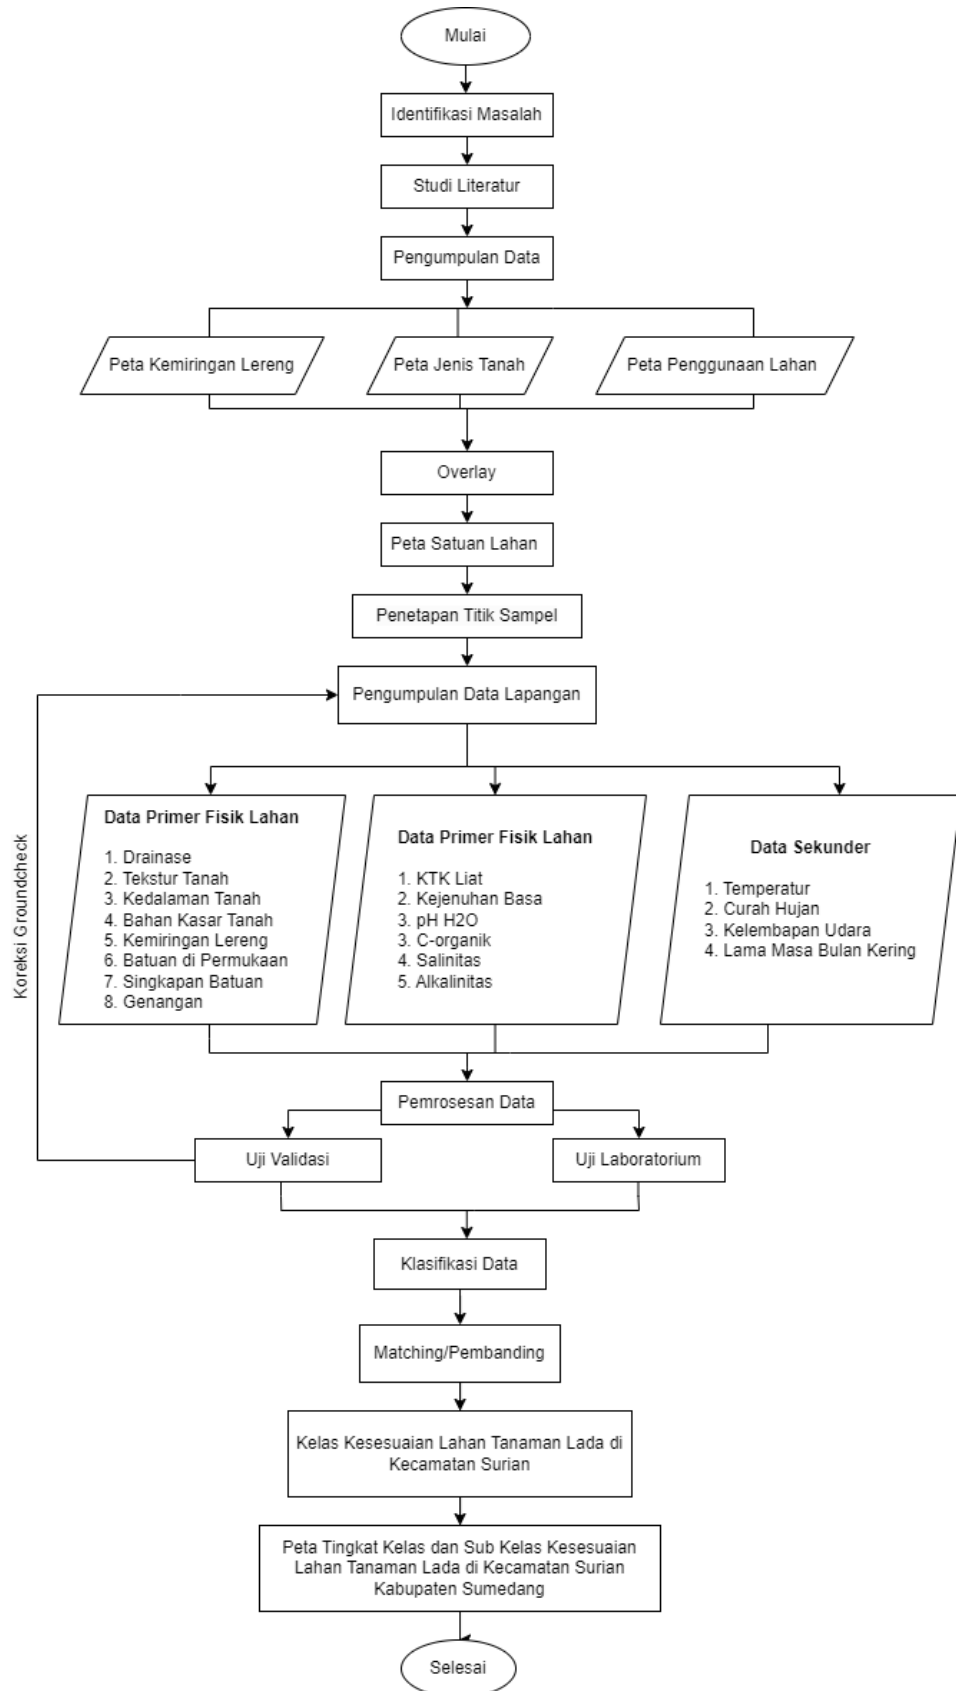 Mulai
Identifikasi Masalah
Studi Literatur
Pengumpulan Data
Peta Kemiringan Lereng
Peta Jenis Tanah
Peta Penggunaan Lahan
Overlay
Peta Satuan Lahan
Penetapan Titik Sampel
Pengumpulan Data Lapangan
Koreksi Groundcheck
Data Primer Fisik Lahan
1. Drainase
2. Tekstur Tanah
3. Kedalaman Tanah
4. Bahan Kasar Tanah
5. Kemiringan Lereng
6. Batuan di Permukaan
7. Singkapan Batuan
8. Genangan
Data Primer Fisik Lahan
1. KTK Liat
2. Kejenuhan Basa
3. pH H2O
3. C-organik
4. Salinitas
5. Alkalinitas
Data Sekunder
1. Temperatur
2. Curah Hujan
3. Kelembapan Udara
4. Lama Masa Bulan Kering
Pemrosesan Data
Uji Validasi
Uji Laboratorium
Klasifikasi Data
Matching/Pembanding
Kelas Kesesuaian Lahan Tanaman Lada di
Kecamatan Surian
Peta Tingkat Kelas dan Sub Kelas Kesesuaian
Lahan Tanaman Lada di Kecamatan Surian
Kabupaten Sumedang
Selesai